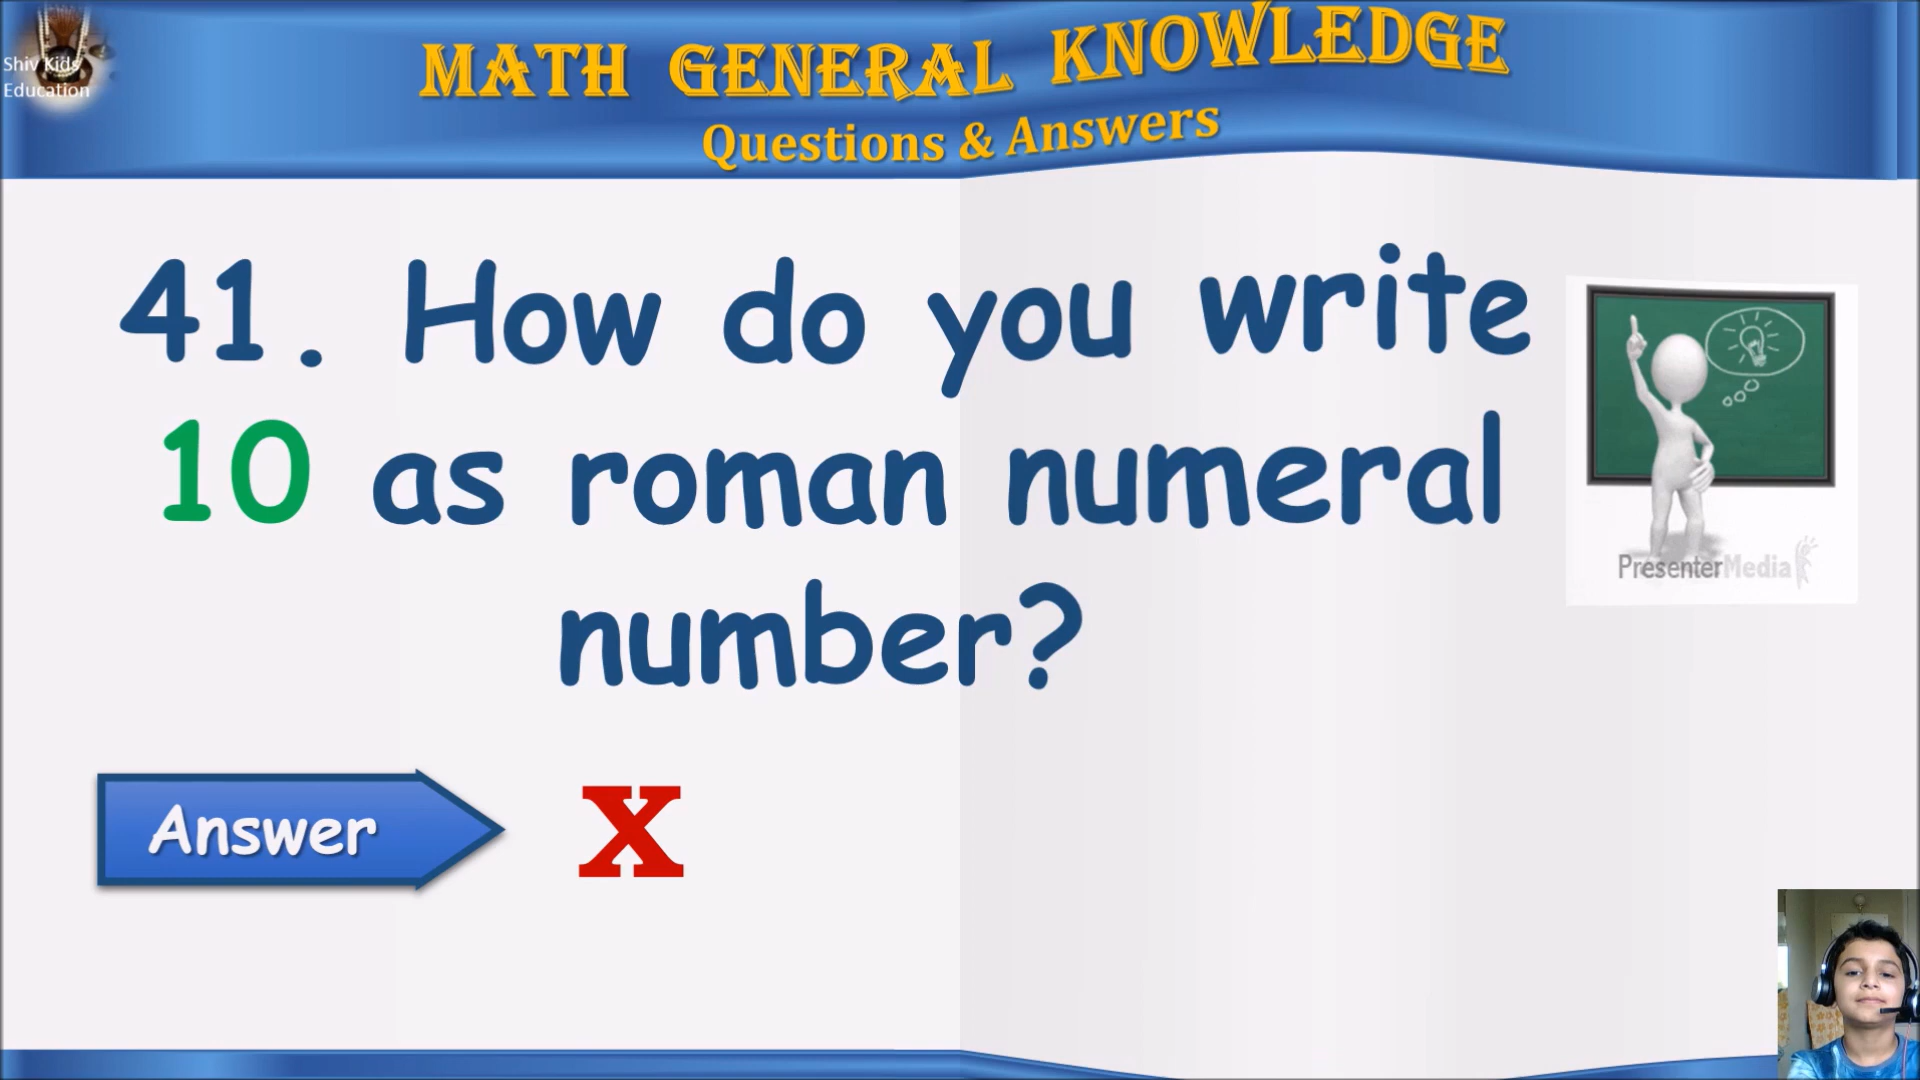 Shiv Kids
Education
MATH GENERAL KNOWLEDGE
Questions & Answers
41. How do you write
10 as roman numeral
number?
PresenterMedia
Answer
X